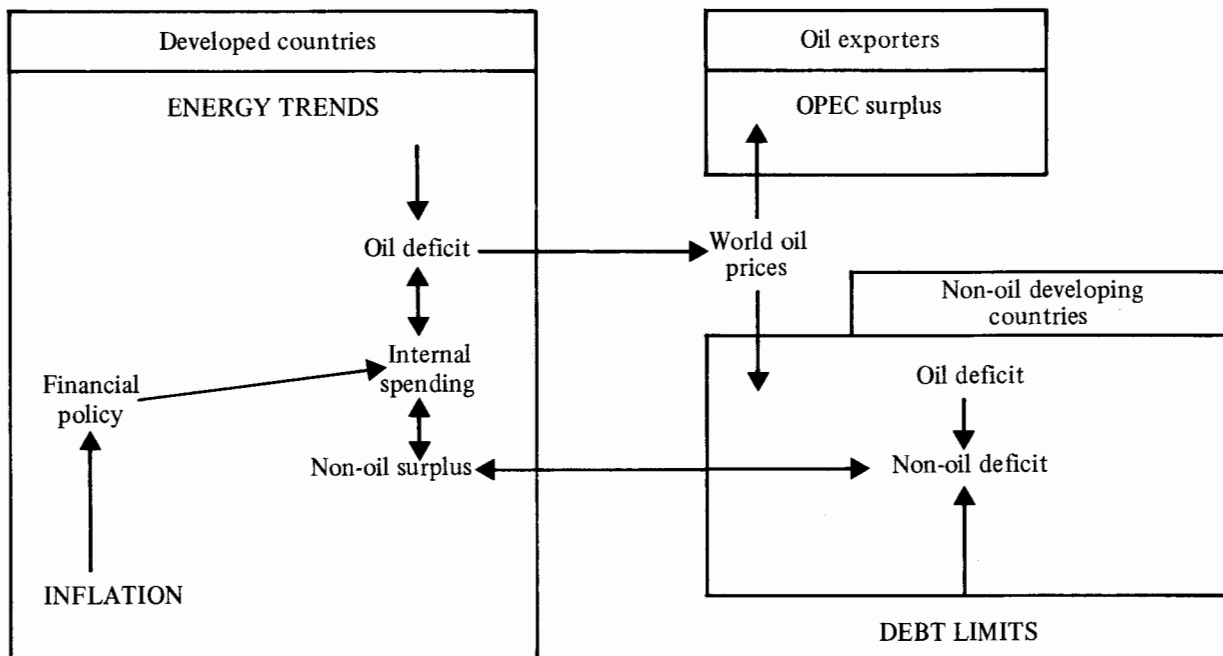 Developed countries
ENERGY TRENDS
Oil deficit
Internal
spending
Financial
policy
Non-oil surplus
INFLATION
Oil exporters
OPEC surplus
World oil
prices
Non-oil developing
countries
Oil deficit
Non-oil deficit
DEBT LIMITS